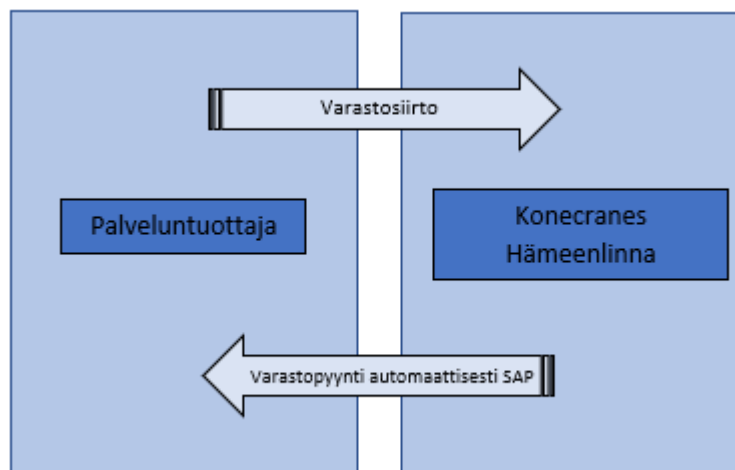 Varastosiirto
Palveluntuottaja
Konecranes
Hämeenlinna
Varastopyynti automaattisesti SAP